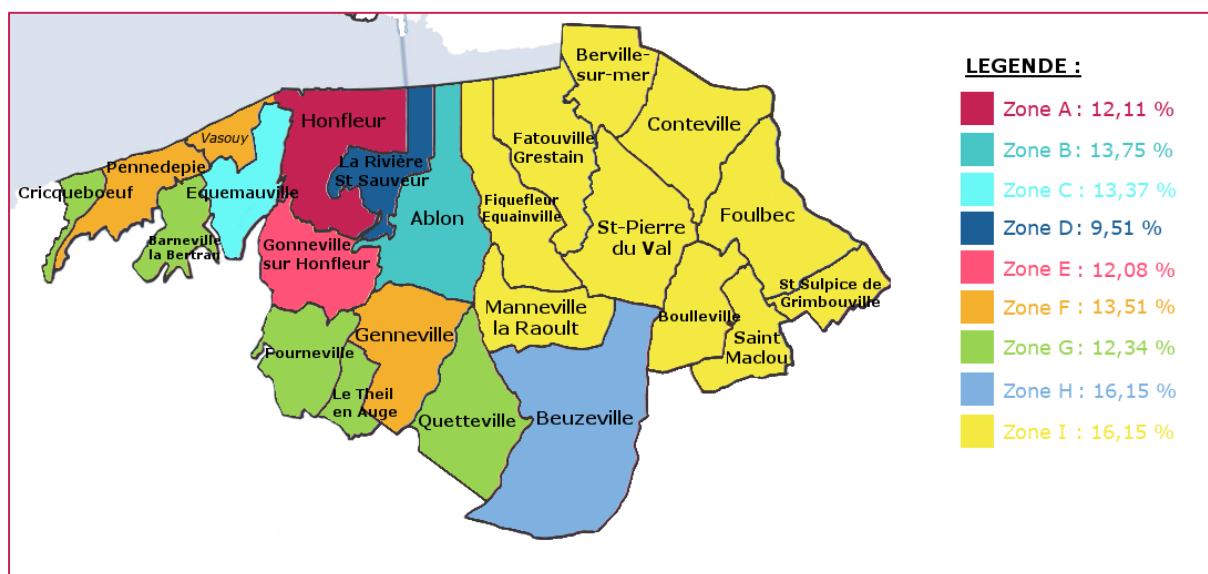 Berville-
sur-mer
Honfleur
Conteville
Vasouy
Fatouville
Grestain
Pennedepie
La Rivière
St Sauveur
Cricqueboeuf
Equemauville
Fiquefleur
Equainville
Foulbec
Ablon
St-Pierre
du Val
Barneville
la Bertran
Gonneville
sur Honfleur
St Sulpice de
Grimbouville
Manneville
la Raoult
Boulleville
Genneville
Saint
Maclou
Fourneville
Le Theil
en Auge
Quetteville
Beuzeville
LEGENDE :
Zone A : 12,11 %
Zone B : 13,75 %
Zone C : 13,37 %
Zone D : 9,51 %
Zone E : 12,08 %
Zone F : 13,51 %
Zone G : 12,34 %
Zone H : 16,15 %
Zone I : 16,15 %